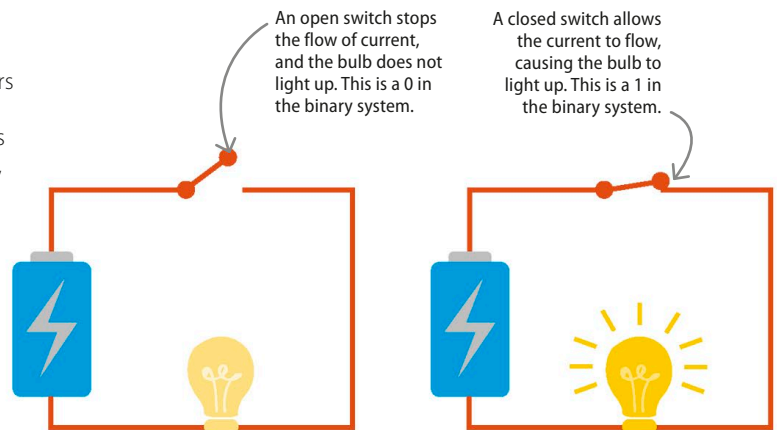 An open switch stops
the flow of current,
and the bulb does not
light up. This is a 0 in
the binary system.
A closed switch allows
the current to flow,
causing the bulb to
light up. This is a 1 in
the binary system.